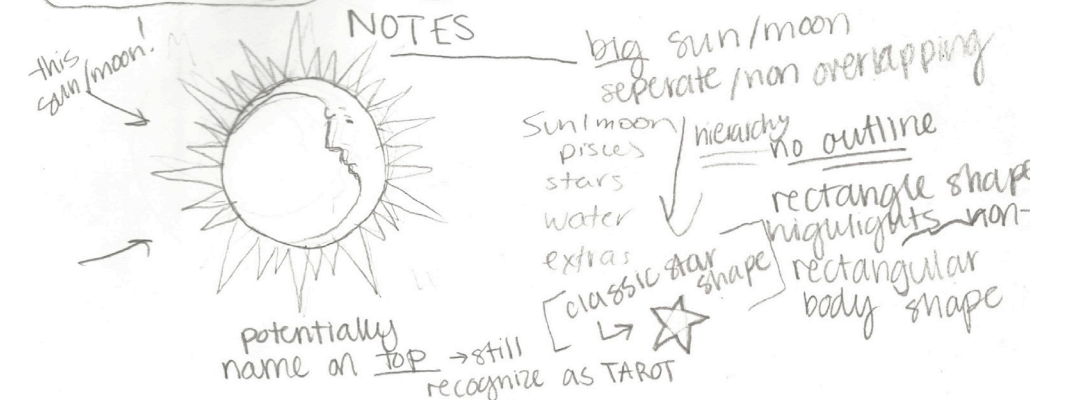 NOTES
this
sun/moon!
big sun/moon
seperate/non overlapping
Sun/moon
pisces
stars
water
extras
hierarchy
no outline
rectangle shape
highlights non-
rectangular
body shape
classic star
shape
potentially
name on top → still
recognize as TAROT